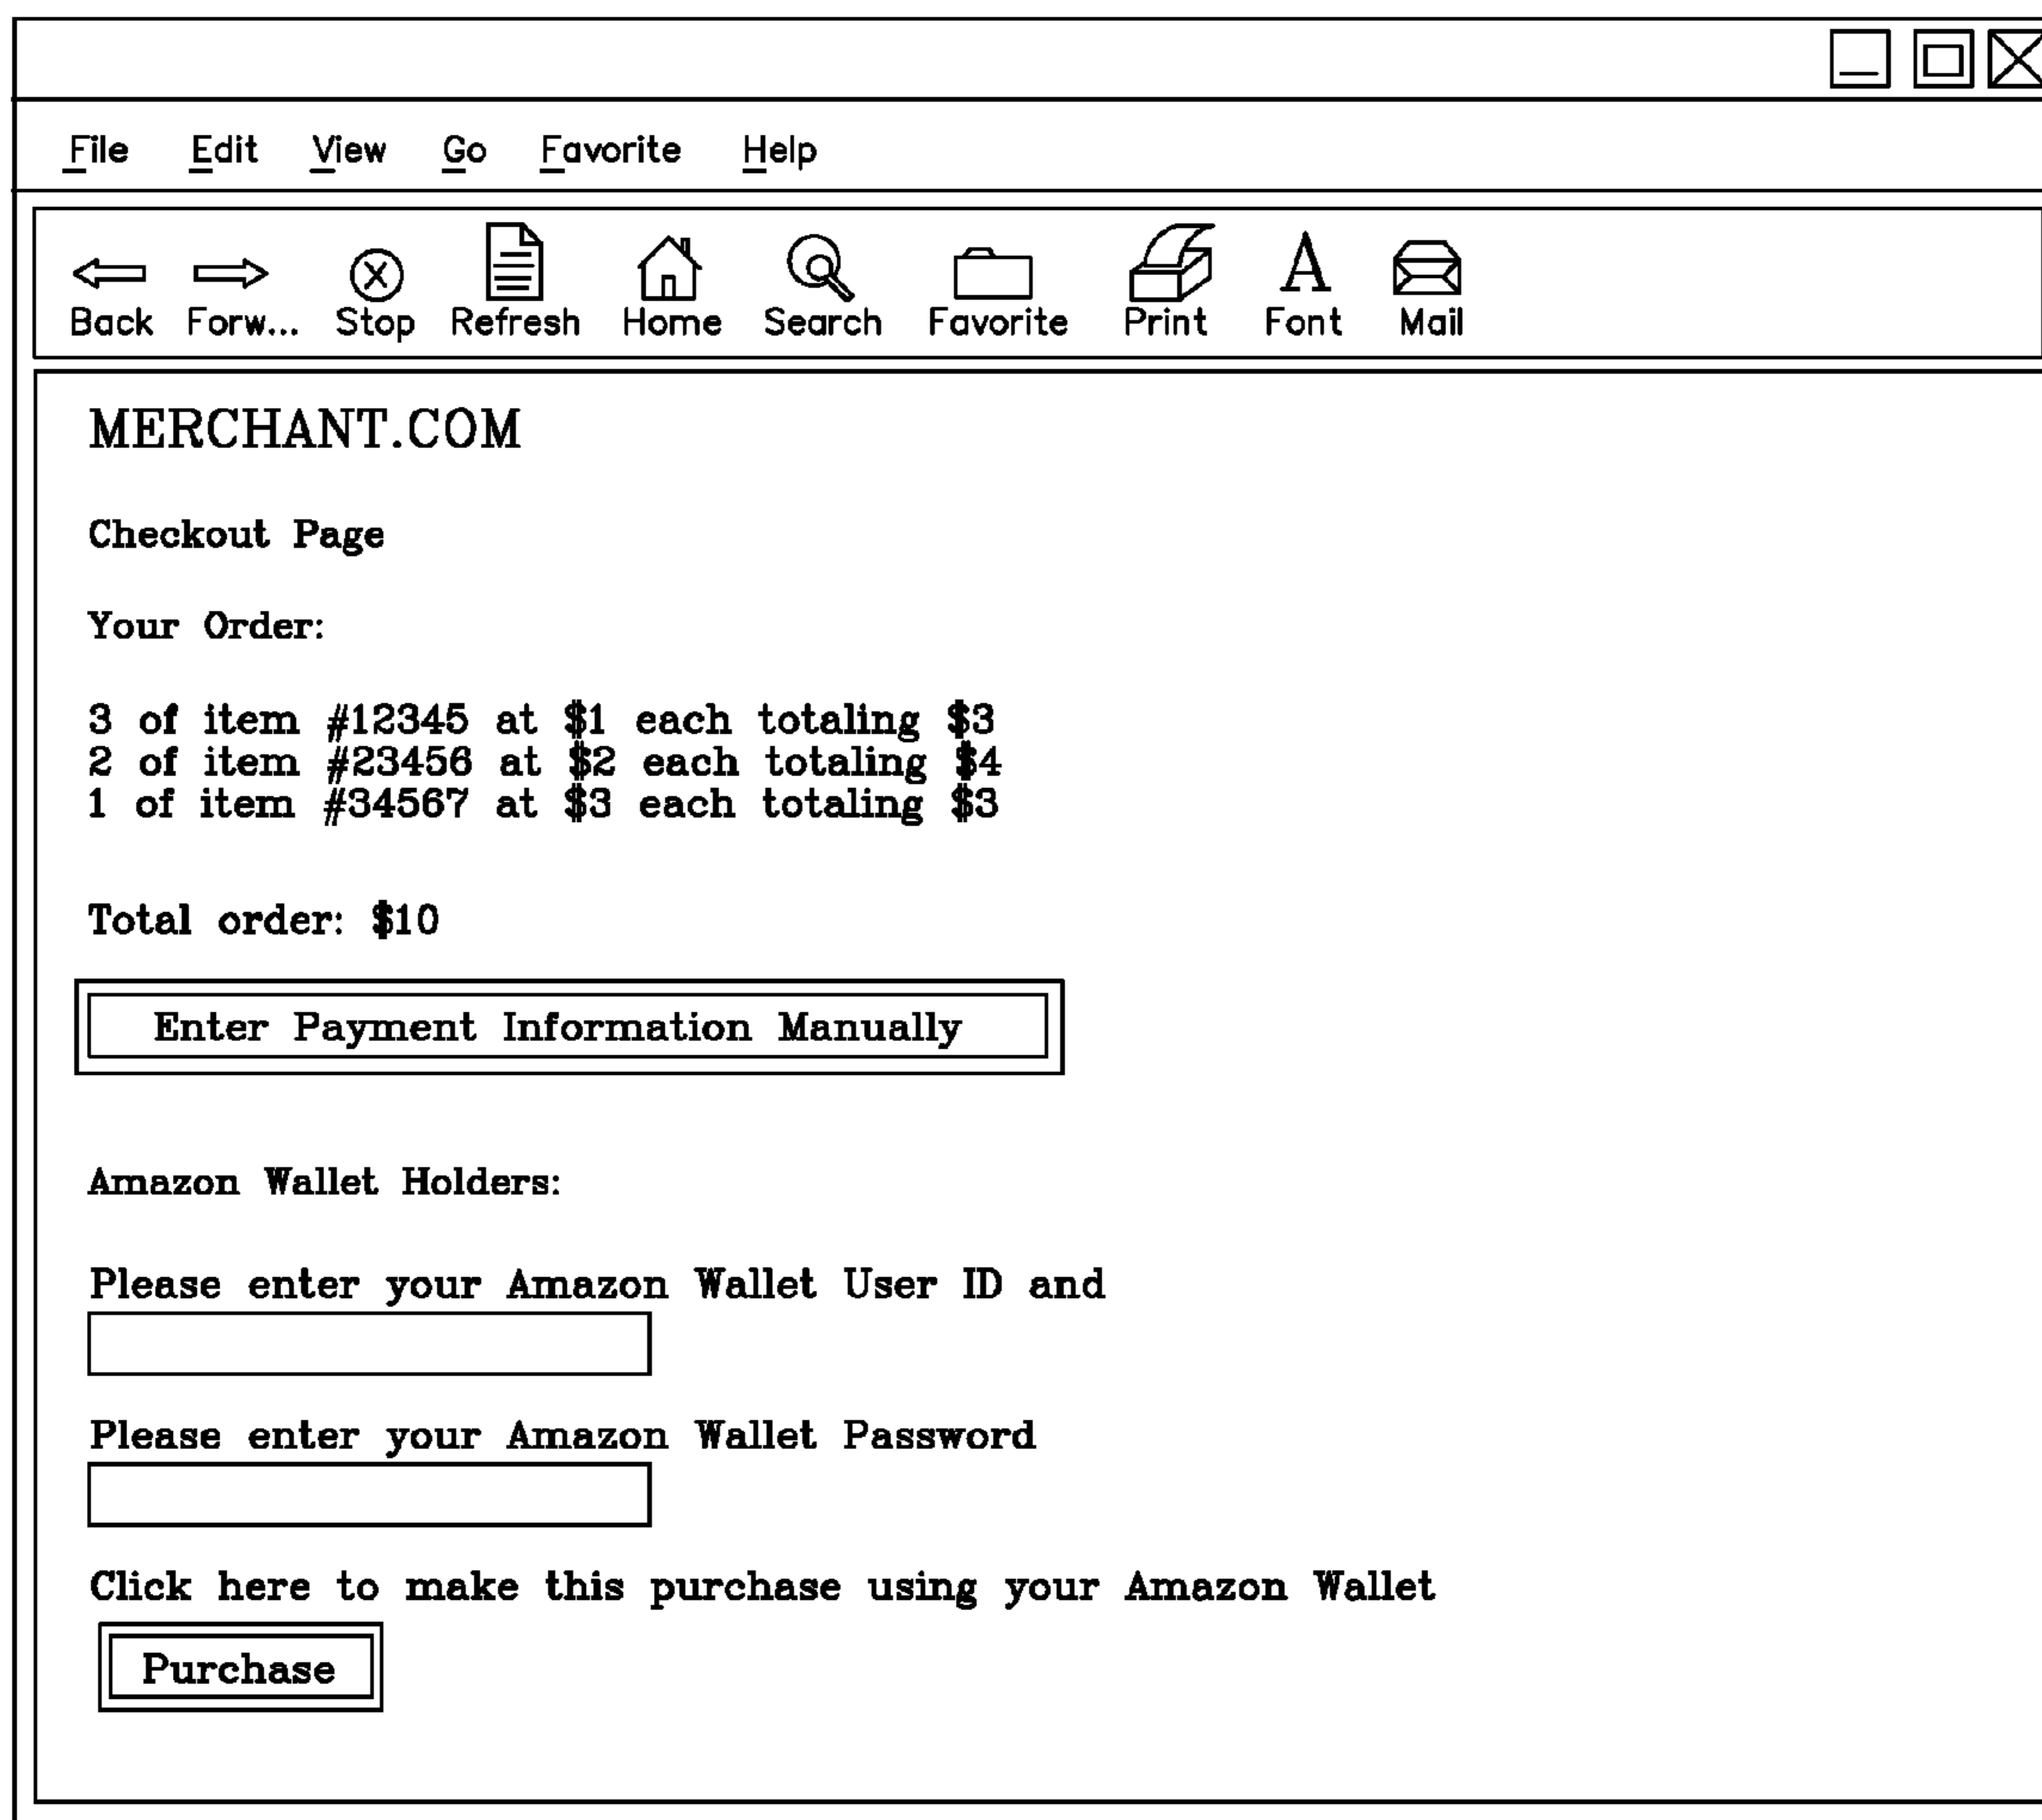 File Edit View Go Favorite Help
Back Forw... Stop Refresh Home Search Favorite Print Font Mail
MERCHANT.COM
Checkout Page
Your Order:
3 of item #12345 at $1 each totaling $3
2 of item #23456 at $2 each totaling $4
1 of item #34567 at $3 each totaling $3
Total order: $10
Enter Payment Information Manually
Amazon Wallet Holders:
Please enter your Amazon Wallet User ID and
Please enter your Amazon Wallet Password
Click here to make this purchase using your Amazon Wallet
Purchase